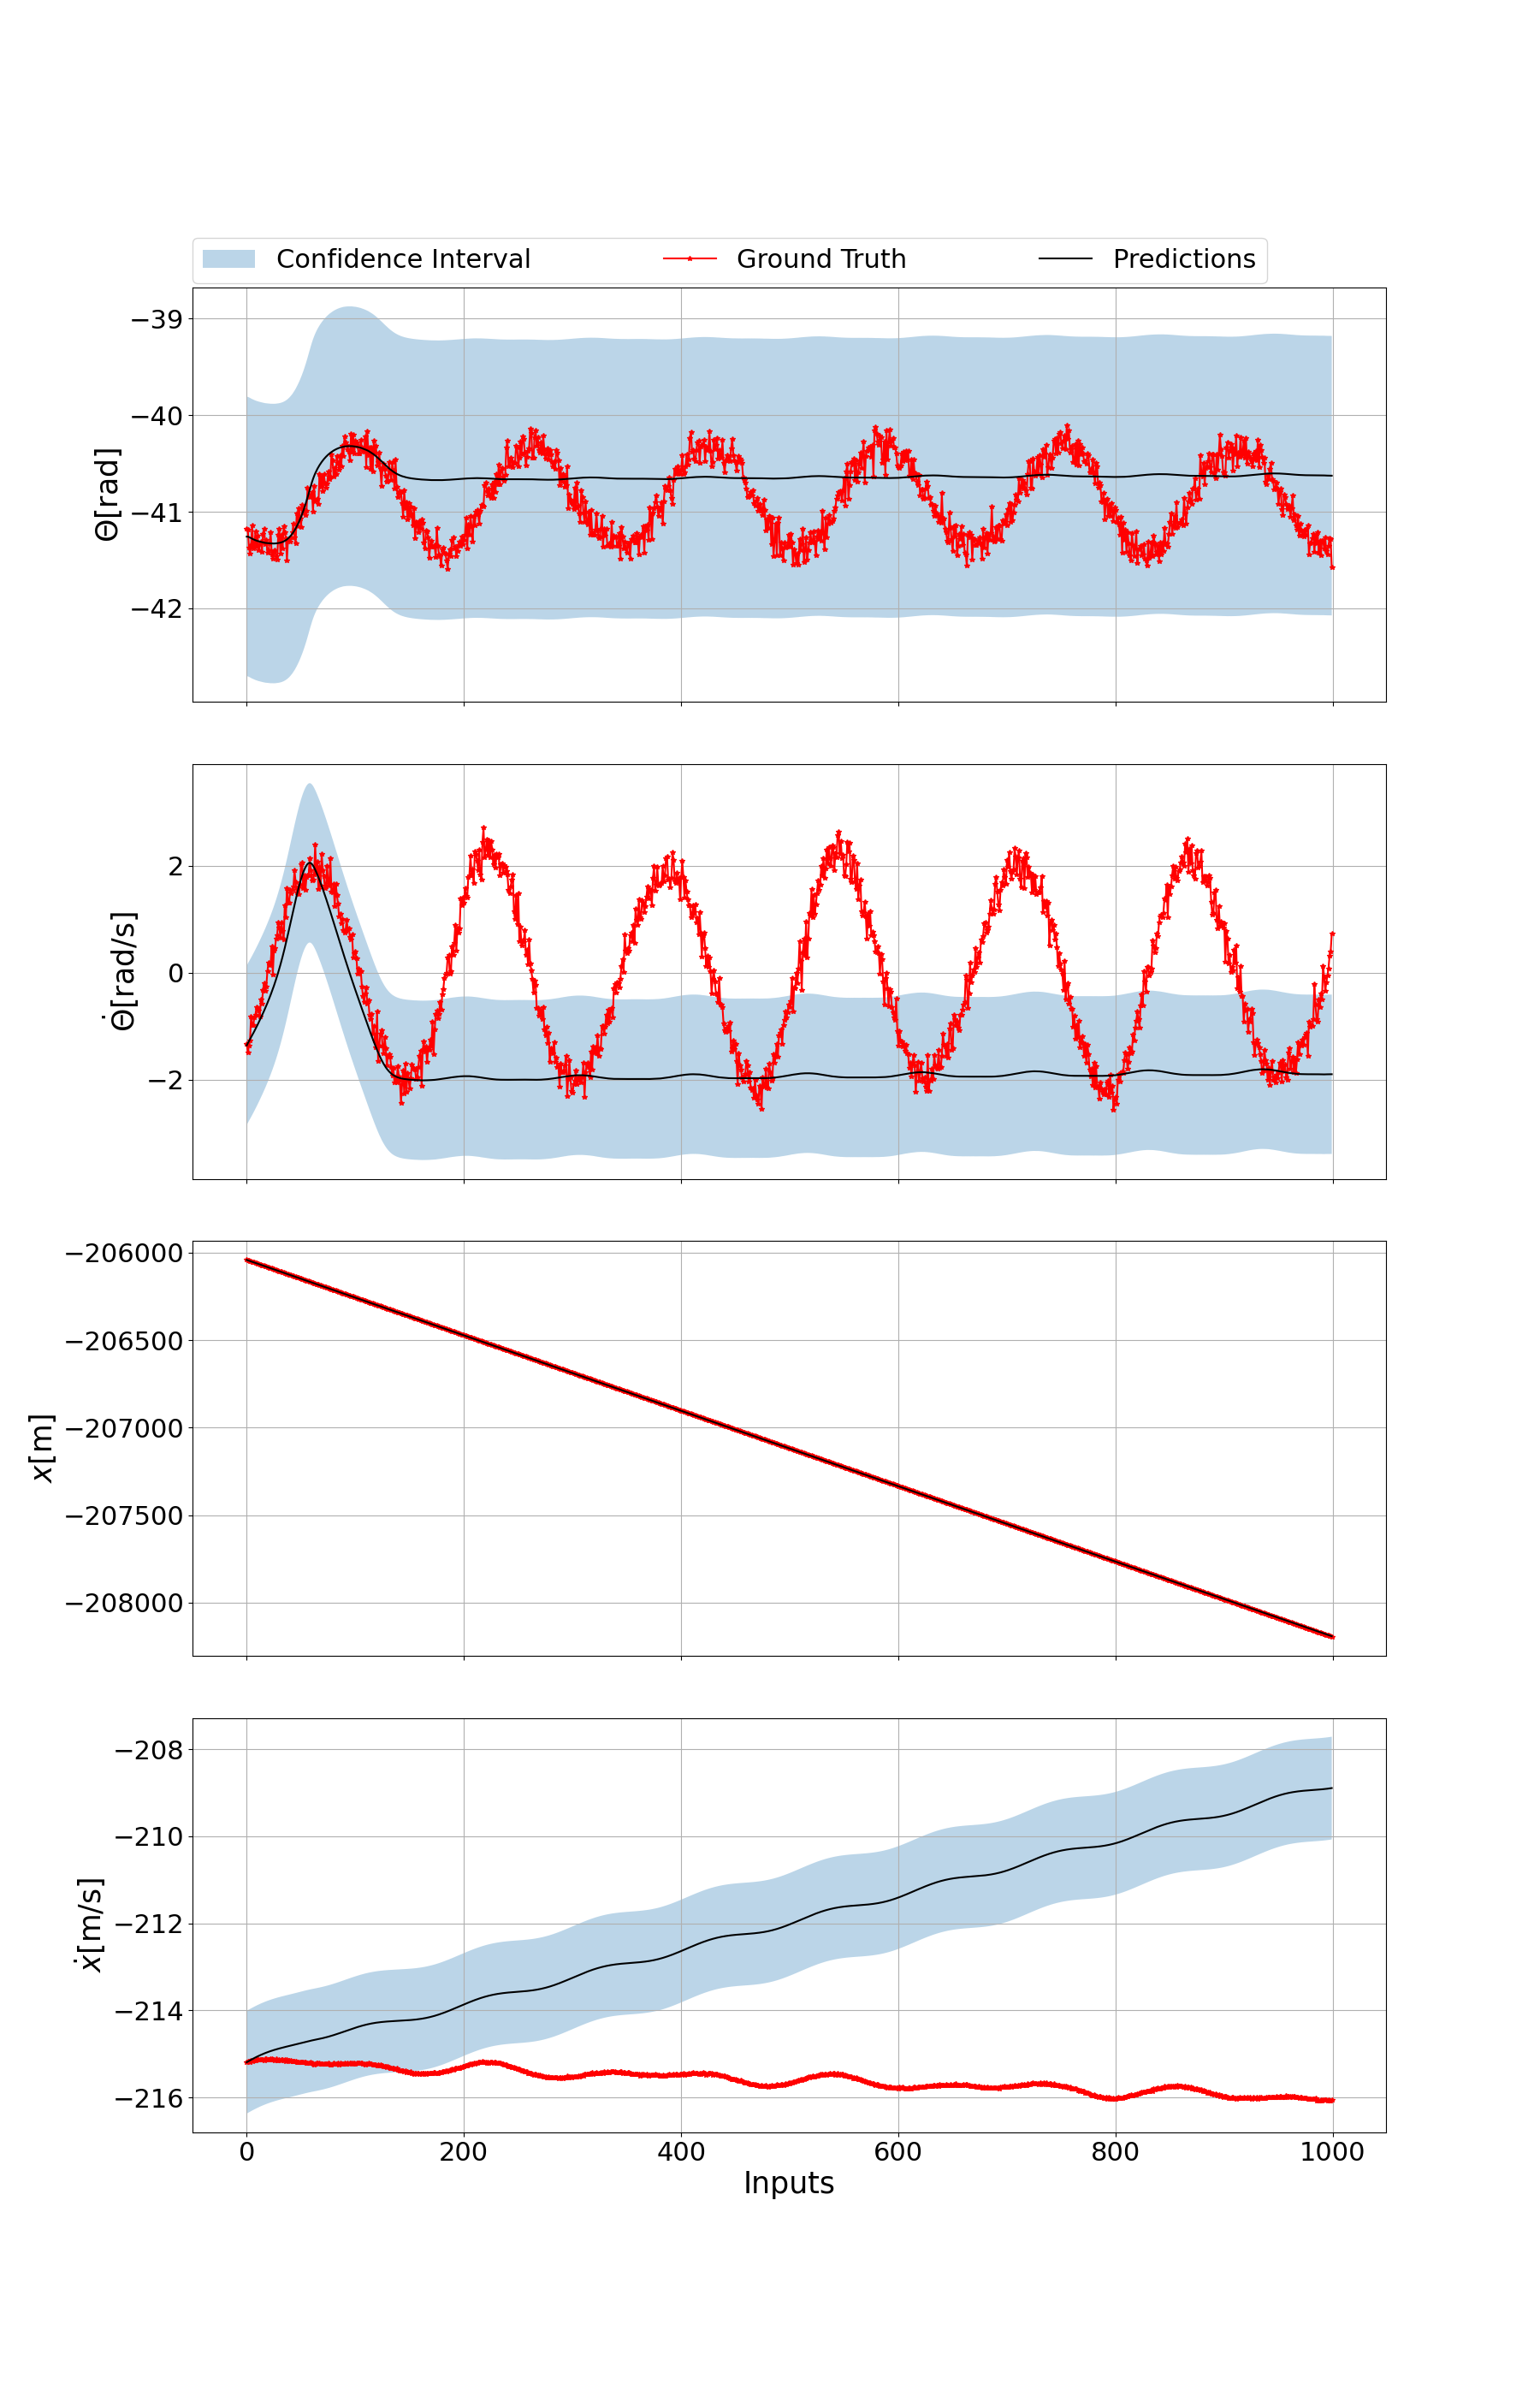 Confidence Interval Ground Truth Predictions
−39
−40
−41
−42
Θ[rad]
2
0
−2
Θ̇[rad/s]
−206000
−206500
−207000
−207500
−208000
x[m]
−208
−210
−212
−214
−216
ẋ[m/s]
0 200 400 600 800 1000
Inputs